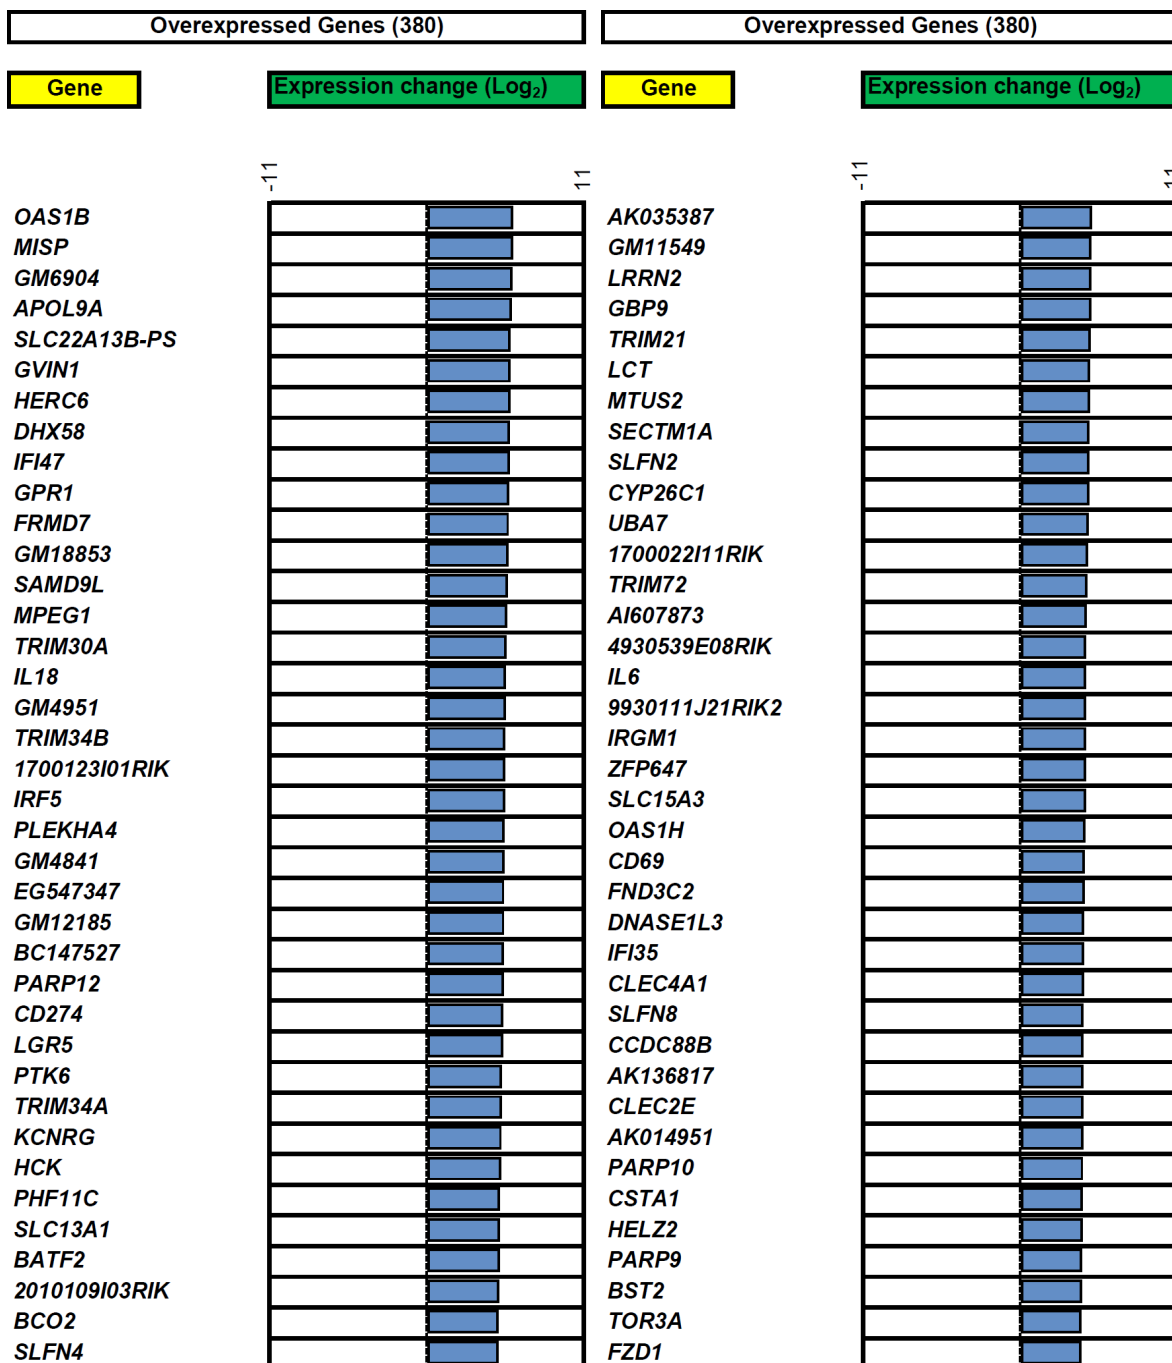 Overexpressed Genes (380)
Gene
Expression change (Log2)
-11
11
OAS1B
MISP
GM6904
APOL9A
SLC22A13B-PS
GVIN1
HERC6
DHX58
IFI47
GPR1
FRMD7
GM18853
SAMD9L
MPEG1
TRIM30A
IL18
GM4951
TRIM34B
1700123I01RIK
IRF5
PLEKHA4
GM4841
EG547347
GM12185
BC147527
PARP12
CD274
LGR5
PTK6
TRIM34A
KCNRG
HCK
PHF11C
SLC13A1
BATF2
2010109I03RIK
BCO2
SLFN4
Overexpressed Genes (380)
Gene
Expression change (Log2)
-11
11
AK035387
GM11549
LRRN2
GBP9
TRIM21
LCT
MTUS2
SECTM1A
SLFN2
CYP26C1
UBA7
1700022I11RIK
TRIM72
AI607873
4930539E08RIK
IL6
9930111J21RIK2
IRGM1
ZFP647
SLC15A3
OAS1H
CD69
FND3C2
DNASE1L3
IFI35
CLEC4A1
SLFN8
CCDC88B
AK136817
CLEC2E
AK014951
PARP10
CSTA1
HELZ2
PARP9
BST2
TOR3A
FZD1